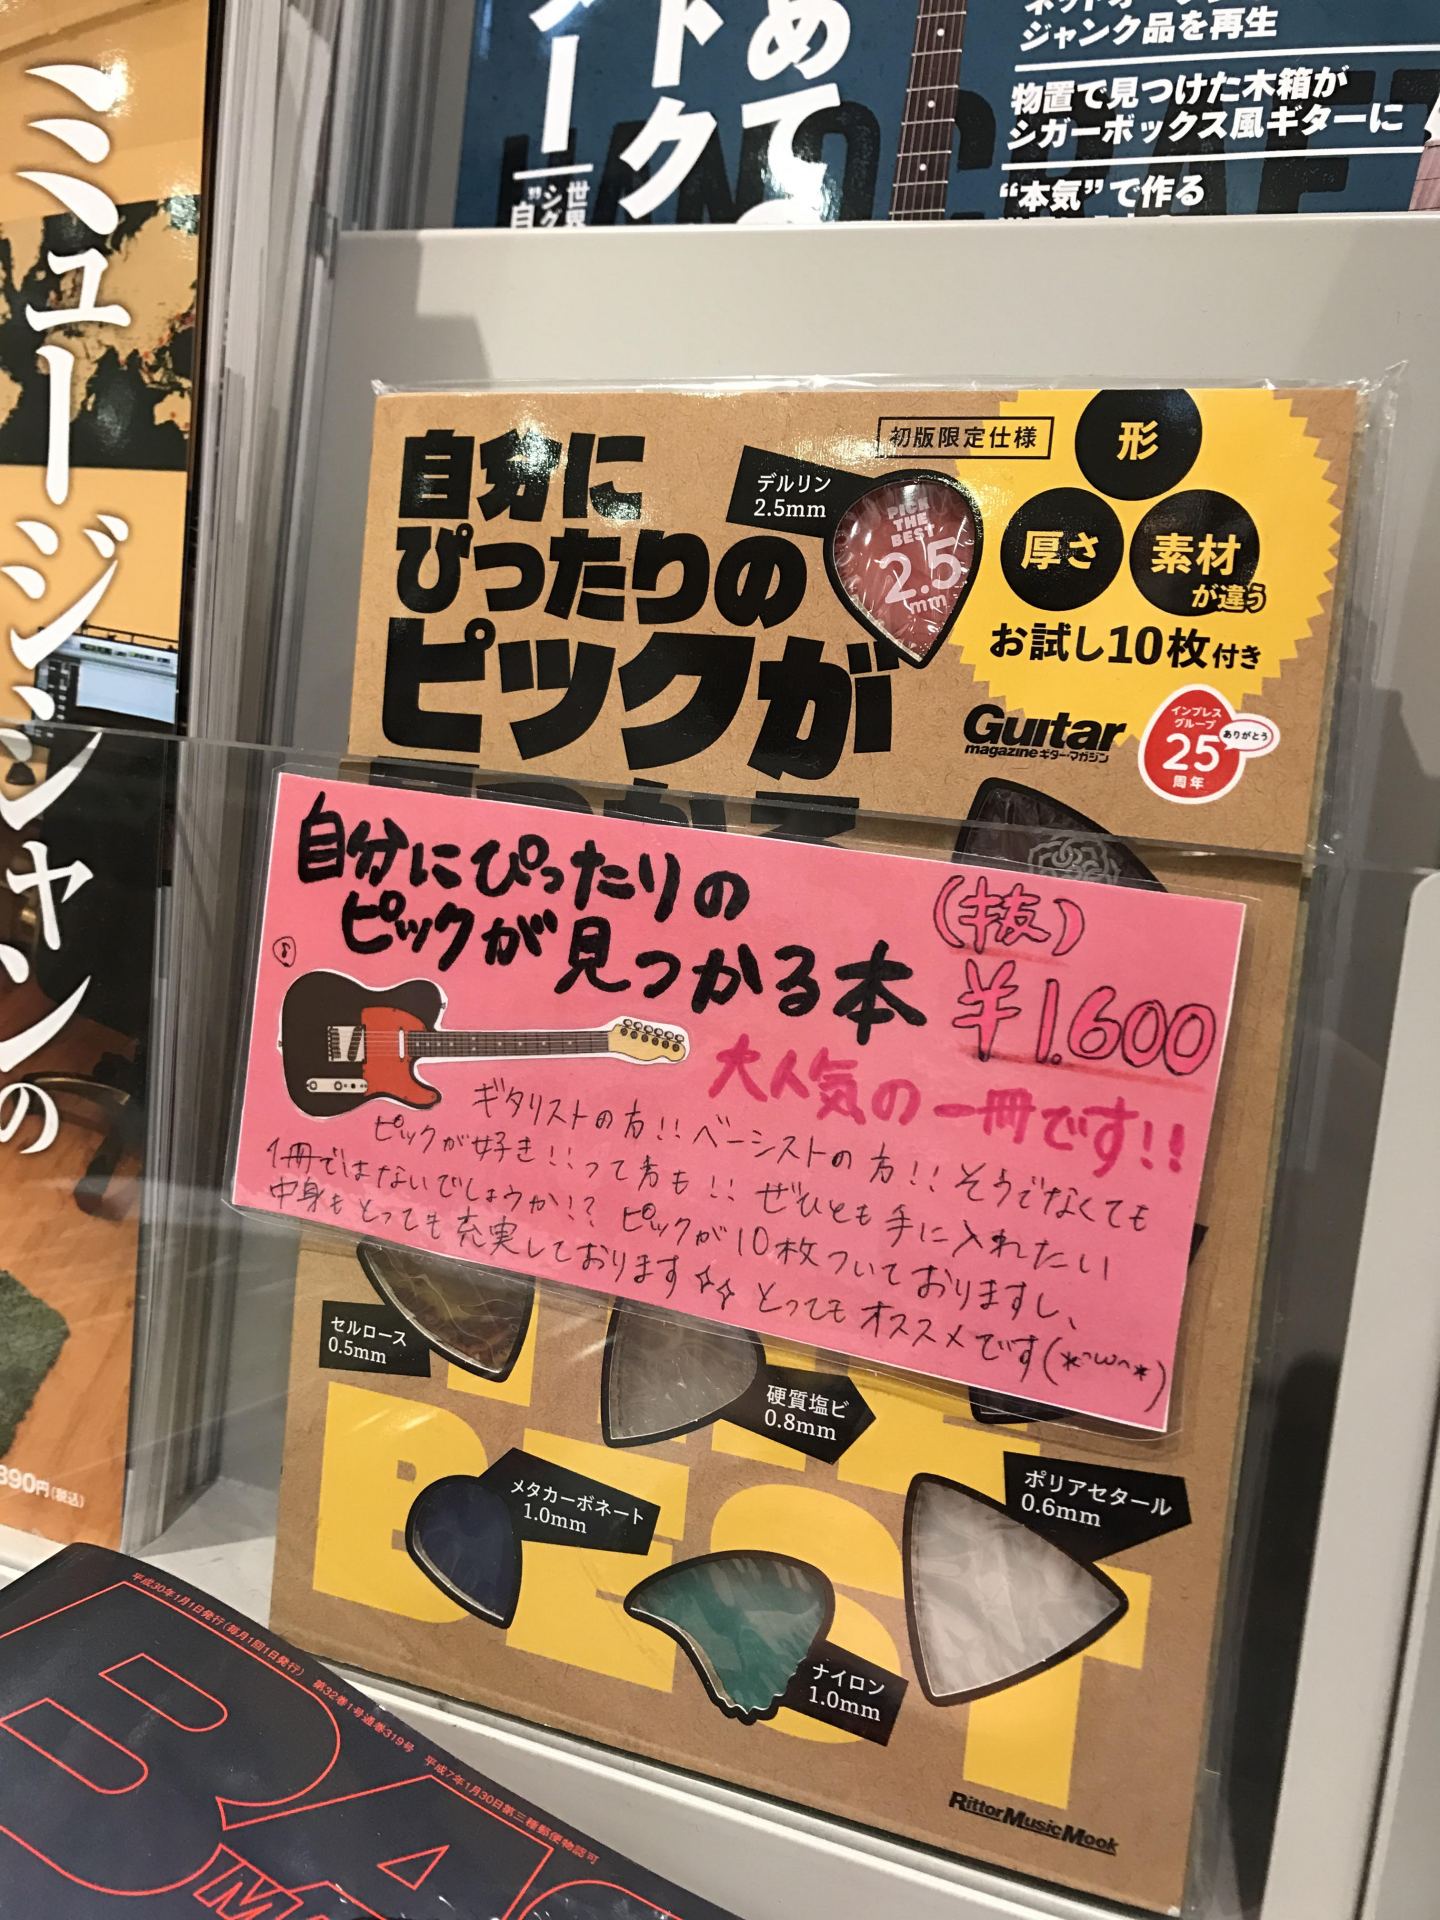 ミュージシャンの
390円(税込)
めて
トク
ー
世界
ジャンク品を再生
物置で見つけた木箱が
シガーボックス風ギターに
“本気”で作る
自分に
ぴったりの
ピックが
初版限定仕様
デルリン
2.5mm
PICK
THE
BEST
2.5
mm
形
厚さ
素材
が違う
お試し10枚付き
Guitar
magazine ギター・マガジン
インプレス
グループ
25
周年
ありがとう
自分にぴったりの
ピックが見つかる本
(抜)
¥1.600
大人気の一冊です!!
ギタリストの方!!ベーシストの方!!そうでなくても
ピックが好き!!って方も!!ぜひとも手に入れたい
1冊ではないでしょうか!?ピックが10枚ついておりますし、
中身もとっても充実しております✧✧とってもオススメです(*^ω^*)
セルロース
0.5mm
硬質塩ビ
0.8mm
メタカーボネート
1.0mm
ポリアセタール
0.6mm
ナイロン
1.0mm
BEST
RittorMusicMook
平成30年1月1日発行(毎月1回1日発行) 第32巻1号通巻319号 平成7年1月30日第三種郵便物認可
BA